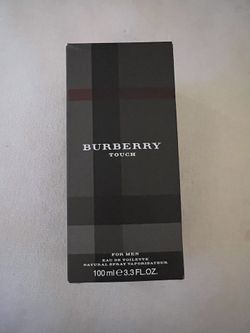 BURBERRY
TOUCH
FOR MEN
EAU DE TOILETTE
NATURAL SPRAY VAPORISATEUR
100 ml ℮ 3.3 FL.OZ.